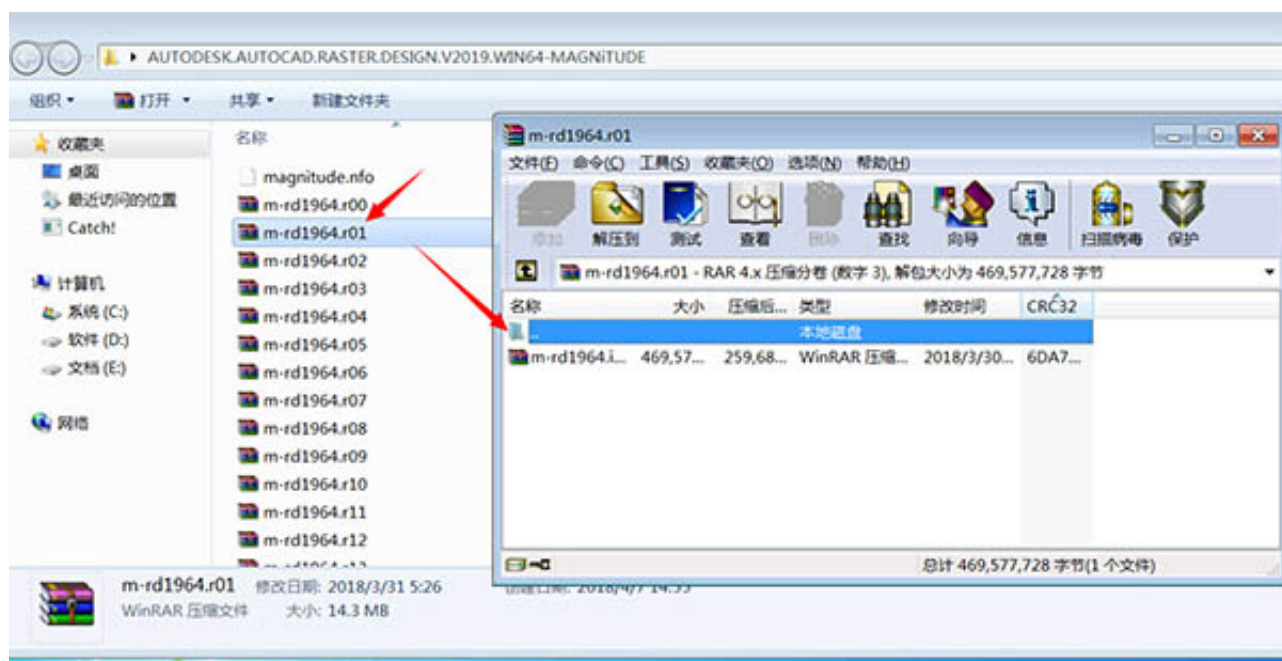 AUTODESK.AUTOCAD.RASTER.DESIGN.V2019.WIN64-MAGNiTUDE
组织 打开 共享 新建文件夹
收藏夹
桌面
最近访问的位置
Catch!
计算机
系统 (C:)
软件 (D:)
文档 (E:)
网络
名称
magnitude.nfo
m-rd1964.r00
m-rd1964.r01
m-rd1964.r02
m-rd1964.r03
m-rd1964.r04
m-rd1964.r05
m-rd1964.r06
m-rd1964.r07
m-rd1964.r08
m-rd1964.r09
m-rd1964.r10
m-rd1964.r11
m-rd1964.r12
m-rd1964.r01
文件(F) 命令(C) 工具(S) 收藏夹(O) 选项(N) 帮助(H)
添加 解压到 测试 查看 删除 查找 向导 信息 扫描病毒 保护
m-rd1964.r01 - RAR 4.x 压缩分卷 (数字 3), 解包大小为 469,577,728 字节
名称 大小 压缩后... 类型 修改时间 CRC32
.. 本地磁盘
m-rd1964.i... 469,57... 259,68... WinRAR 压缩... 2018/3/30... 6DA7...
总计 469,577,728 字节(1 个文件)
m-rd1964.r01 修改日期: 2018/3/31 5:26
WinRAR 压缩文件 大小: 14.3 MB